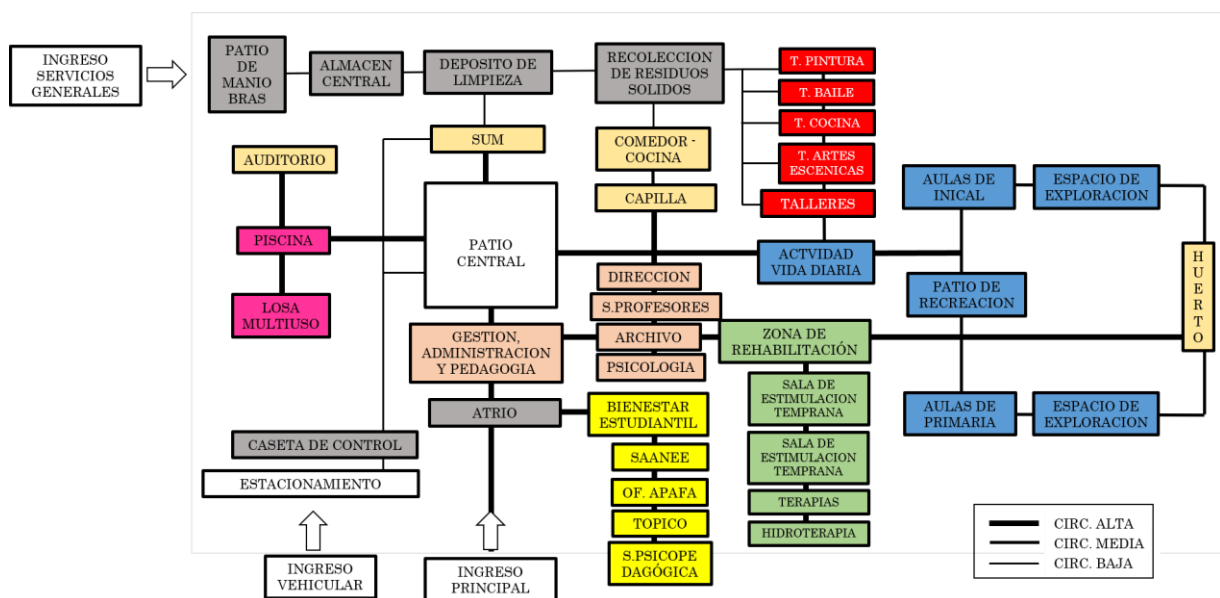 INGRESO
SERVICIOS
GENERALES
PATIO
DE
MANIO
BRAS
ALMACEN
CENTRAL
DEPOSITO DE
LIMPIEZA
RECOLECCION
DE RESIDUOS
SOLIDOS
T. PINTURA
T. BAILE
T. COCINA
T. ARTES
ESCENICAS
TALLERES
SUM
COMEDOR -
COCINA
CAPILLA
AUDITORIO
PISCINA
LOSA
MULTIUSO
PATIO
CENTRAL
ACTVIDAD
VIDA DIARIA
AULAS DE
INICAL
ESPACIO DE
EXPLORACION
PATIO DE
RECREACION
HUERTO
DIRECCION
S.PROFESORES
ARCHIVO
PSICOLOGIA
GESTION,
ADMINISTRACION
Y PEDAGOGIA
ZONA DE
REHABILITACIÓN
SALA DE
ESTIMULACION
TEMPRANA
SALA DE
ESTIMULACION
TEMPRANA
TERAPIAS
HIDROTERAPIA
AULAS DE
PRIMARIA
ESPACIO DE
EXPLORACION
ATRIO
BIENESTAR
ESTUDIANTIL
SAANEE
OF. APAFA
TOPICO
S.PSICOPE
DAGÓGICA
CASETA DE CONTROL
ESTACIONAMIENTO
INGRESO
VEHICULAR
INGRESO
PRINCIPAL
CIRC. ALTA
CIRC. MEDIA
CIRC. BAJA